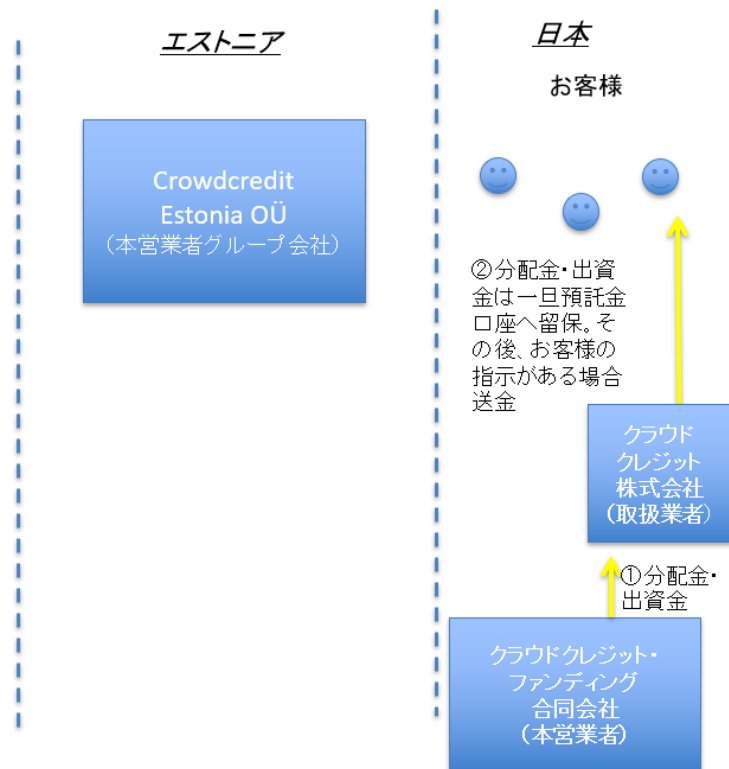 エストニア
日本
お客様
Crowdcredit
Estonia OÜ
（本営業者グループ会社）
②分配金・出資
金は一旦預託金
口座へ留保。そ
の後、お客様の
指示がある場合
送金
クラウド
クレジット
株式会社
（取扱業者）
①分配金・
出資金
クラウドクレジット・
ファンディング
合同会社
（本営業者）